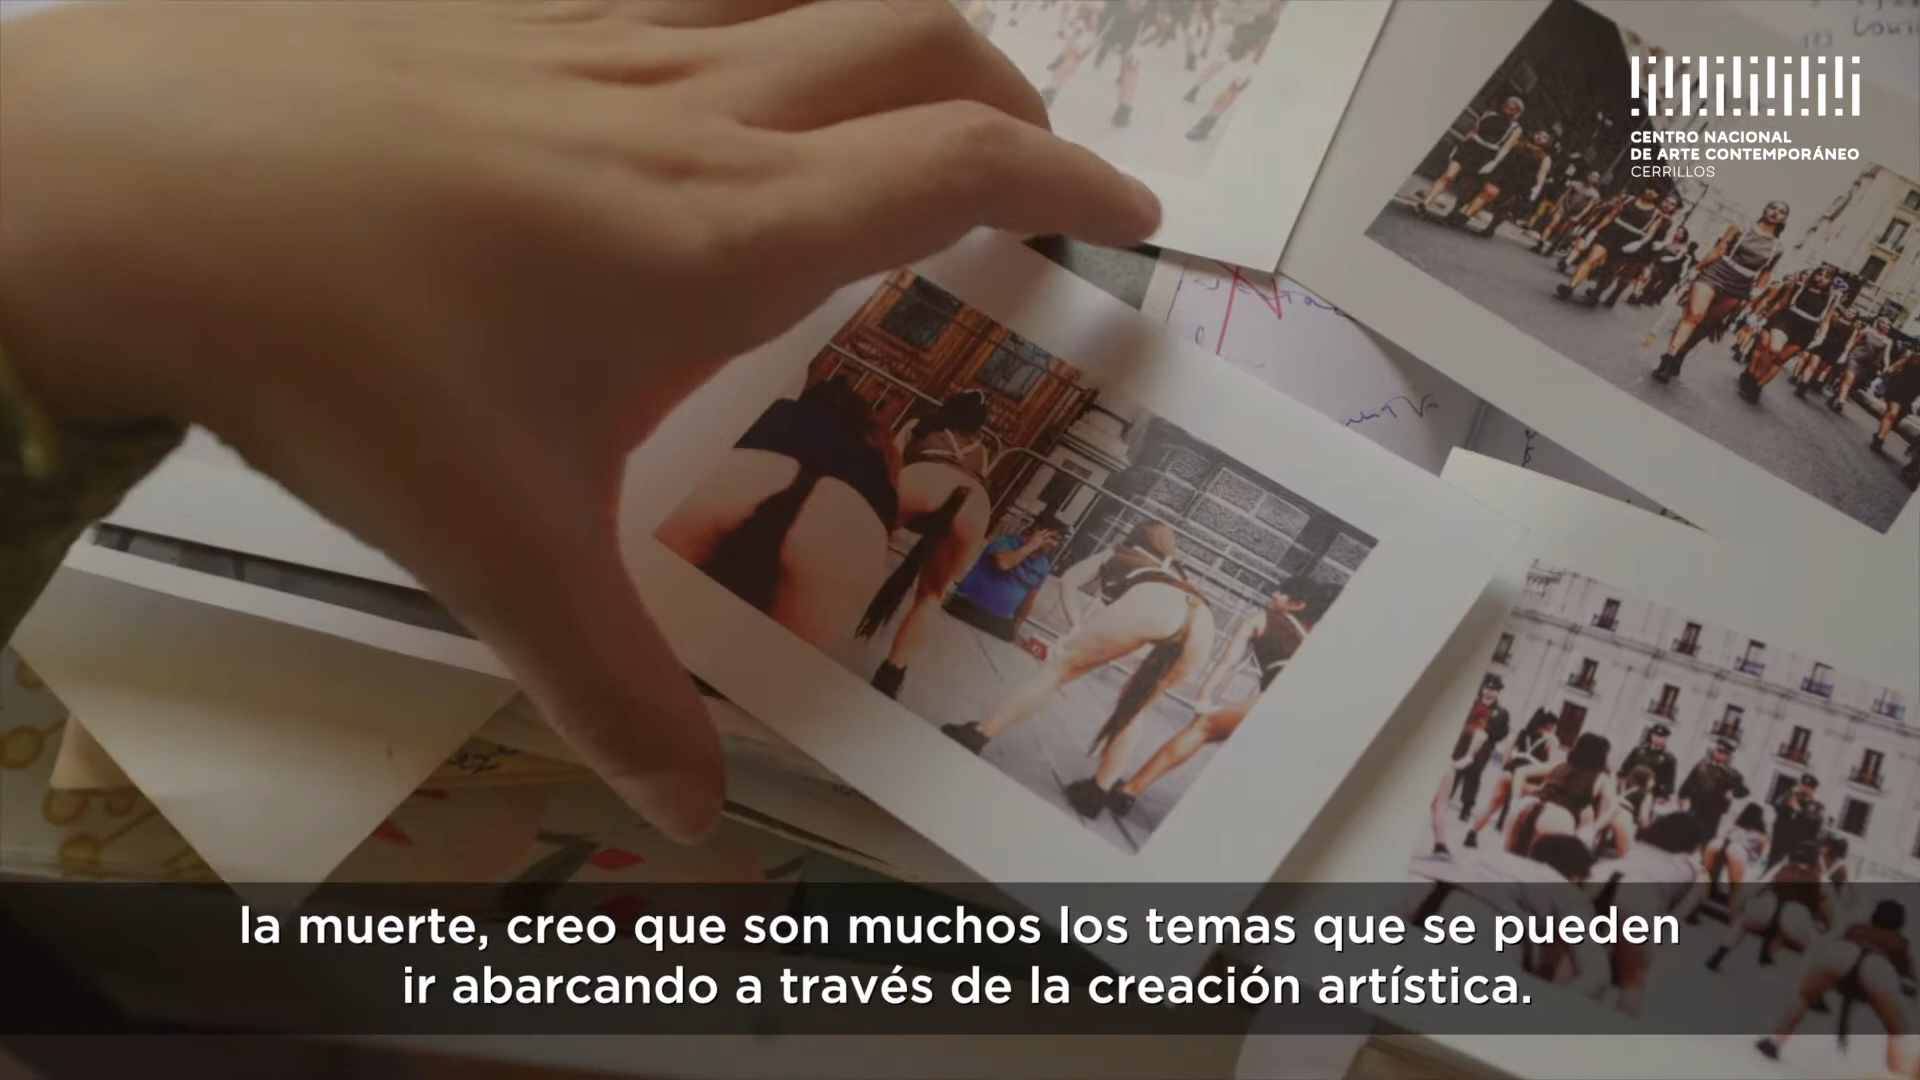 CENTRO NACIONAL
DE ARTE CONTEMPORÁNEO
CERRILLOS
la muerte, creo que son muchos los temas que se pueden
ir abarcando a través de la creación artística.